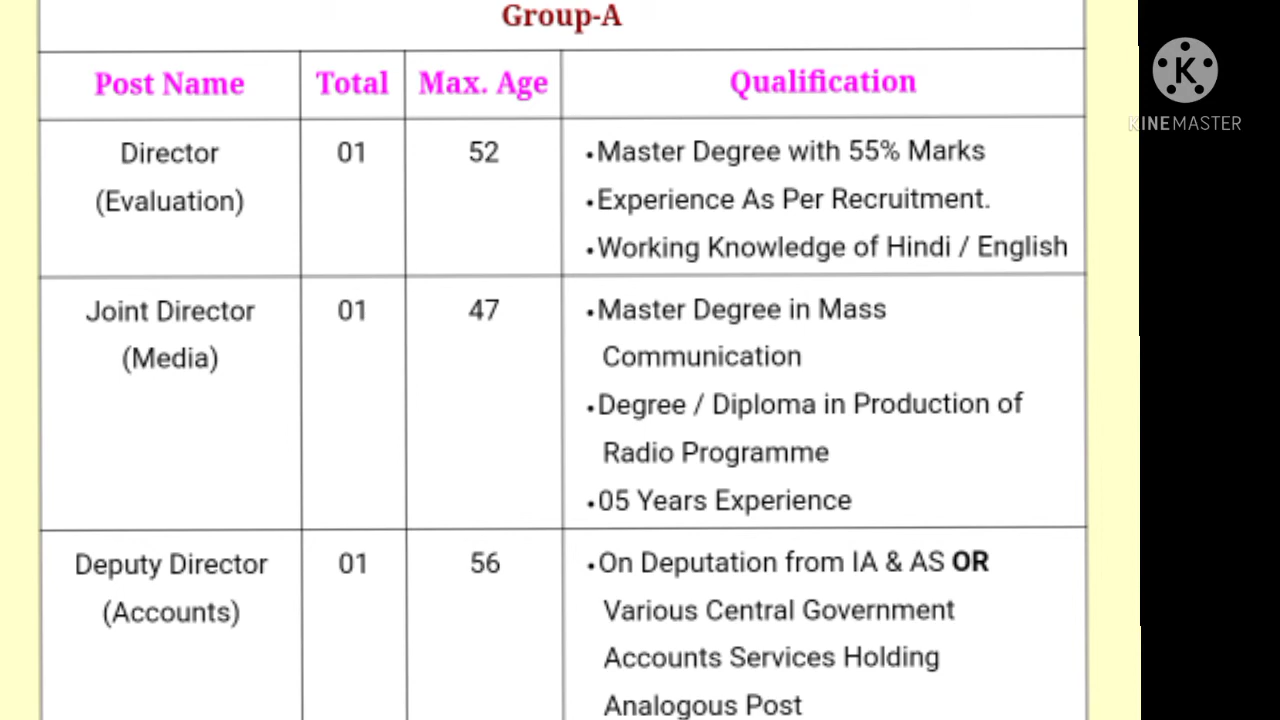 Group-A
Post Name Total Max. Age Qualification
Director 01 52 •Master Degree with 55% Marks
(Evaluation) •Experience As Per Recruitment.
•Working Knowledge of Hindi / English
Joint Director 01 47 •Master Degree in Mass
(Media) Communication
•Degree / Diploma in Production of
Radio Programme
•05 Years Experience
Deputy Director 01 56 •On Deputation from IA & AS OR
(Accounts) Various Central Government
Accounts Services Holding
Analogous Post
K
KINEMASTER